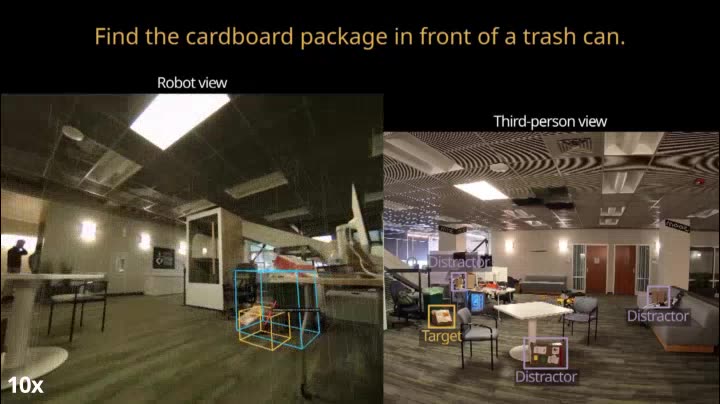 Find the cardboard package in front of a trash can.
Robot view
Third-person view
Distractor
Distractor
Target
Distractor
10x